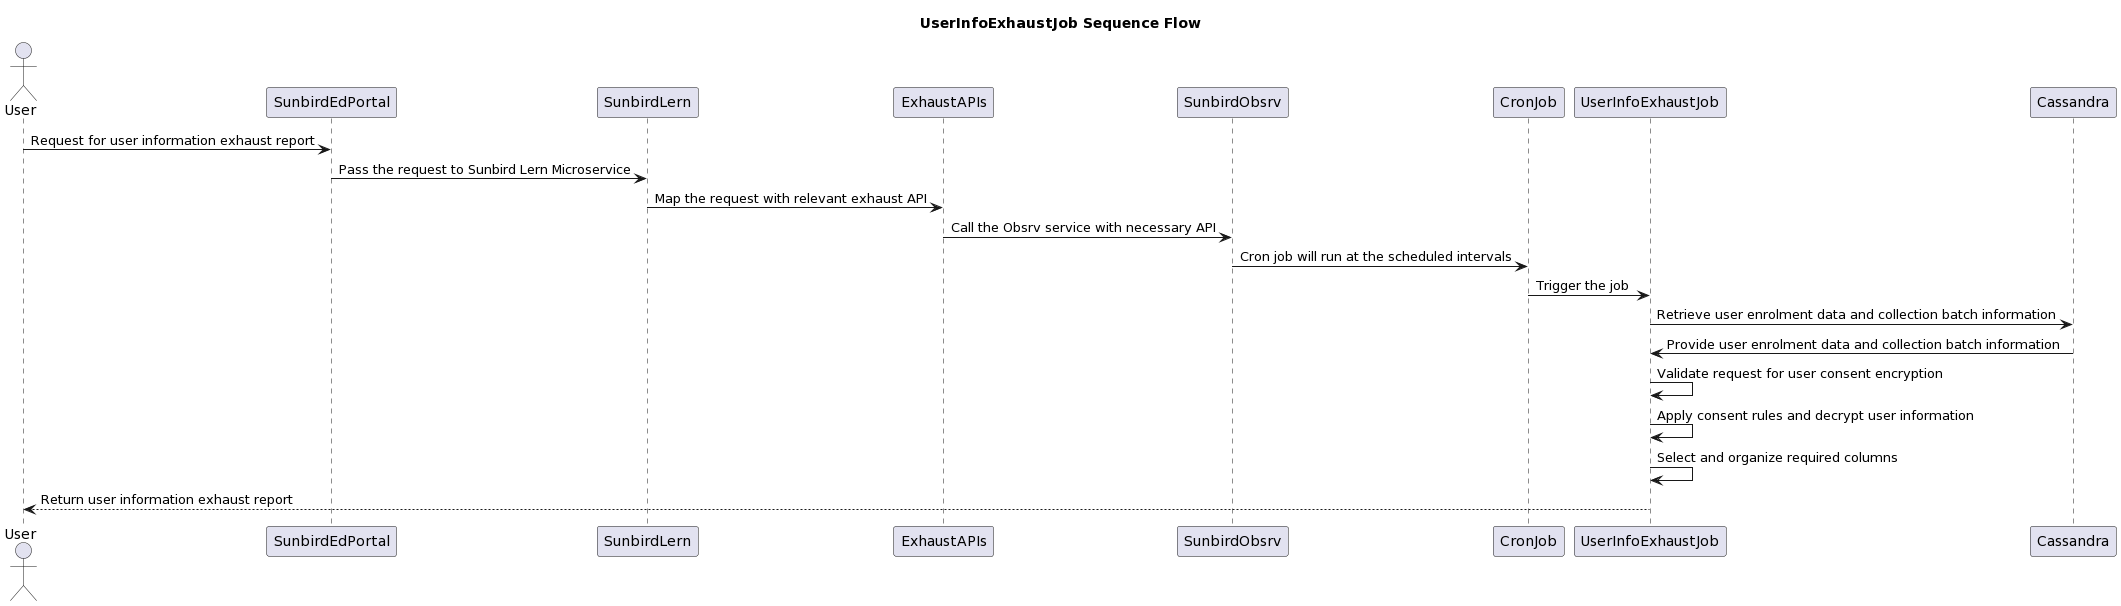 UserInfoExhaustJob Sequence Flow
User
SunbirdEdPortal
SunbirdLern
ExhaustAPIs
SunbirdObsrv
CronJob
UserInfoExhaustJob
Cassandra
Request for user information exhaust report
Pass the request to Sunbird Lern Microservice
Map the request with relevant exhaust API
Call the Obsrv service with necessary API
Cron job will run at the scheduled intervals
Trigger the job
Retrieve user enrolment data and collection batch information
Provide user enrolment data and collection batch information
Validate request for user consent encryption
Apply consent rules and decrypt user information
Select and organize required columns
Return user information exhaust report
User
SunbirdEdPortal
SunbirdLern
ExhaustAPIs
SunbirdObsrv
CronJob
UserInfoExhaustJob
Cassandra